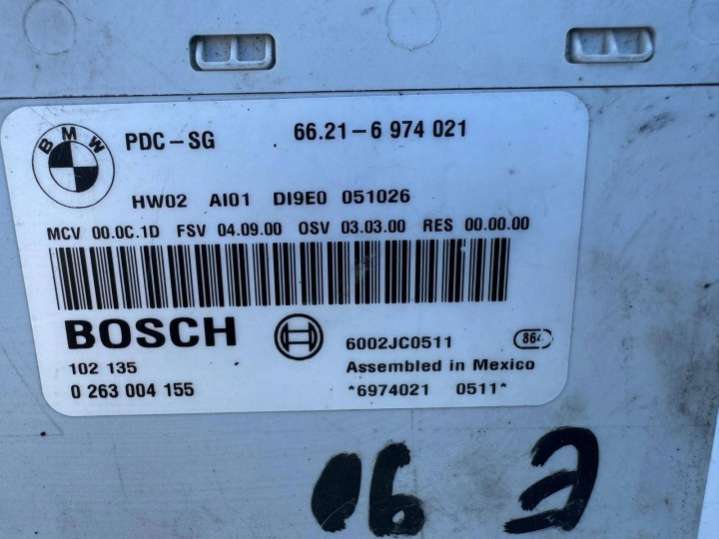 BMW
PDC-SG 66.21-6 974 021
HW02 AI01 DI9E0 051026
MCV 00.0C.1D FSV 04.09.00 OSV 03.03.00 RES 00.00.00
BOSCH 6002JC0511 864
102 135 Assembled in Mexico
0 263 004 155 *6974021 0511*
E 90